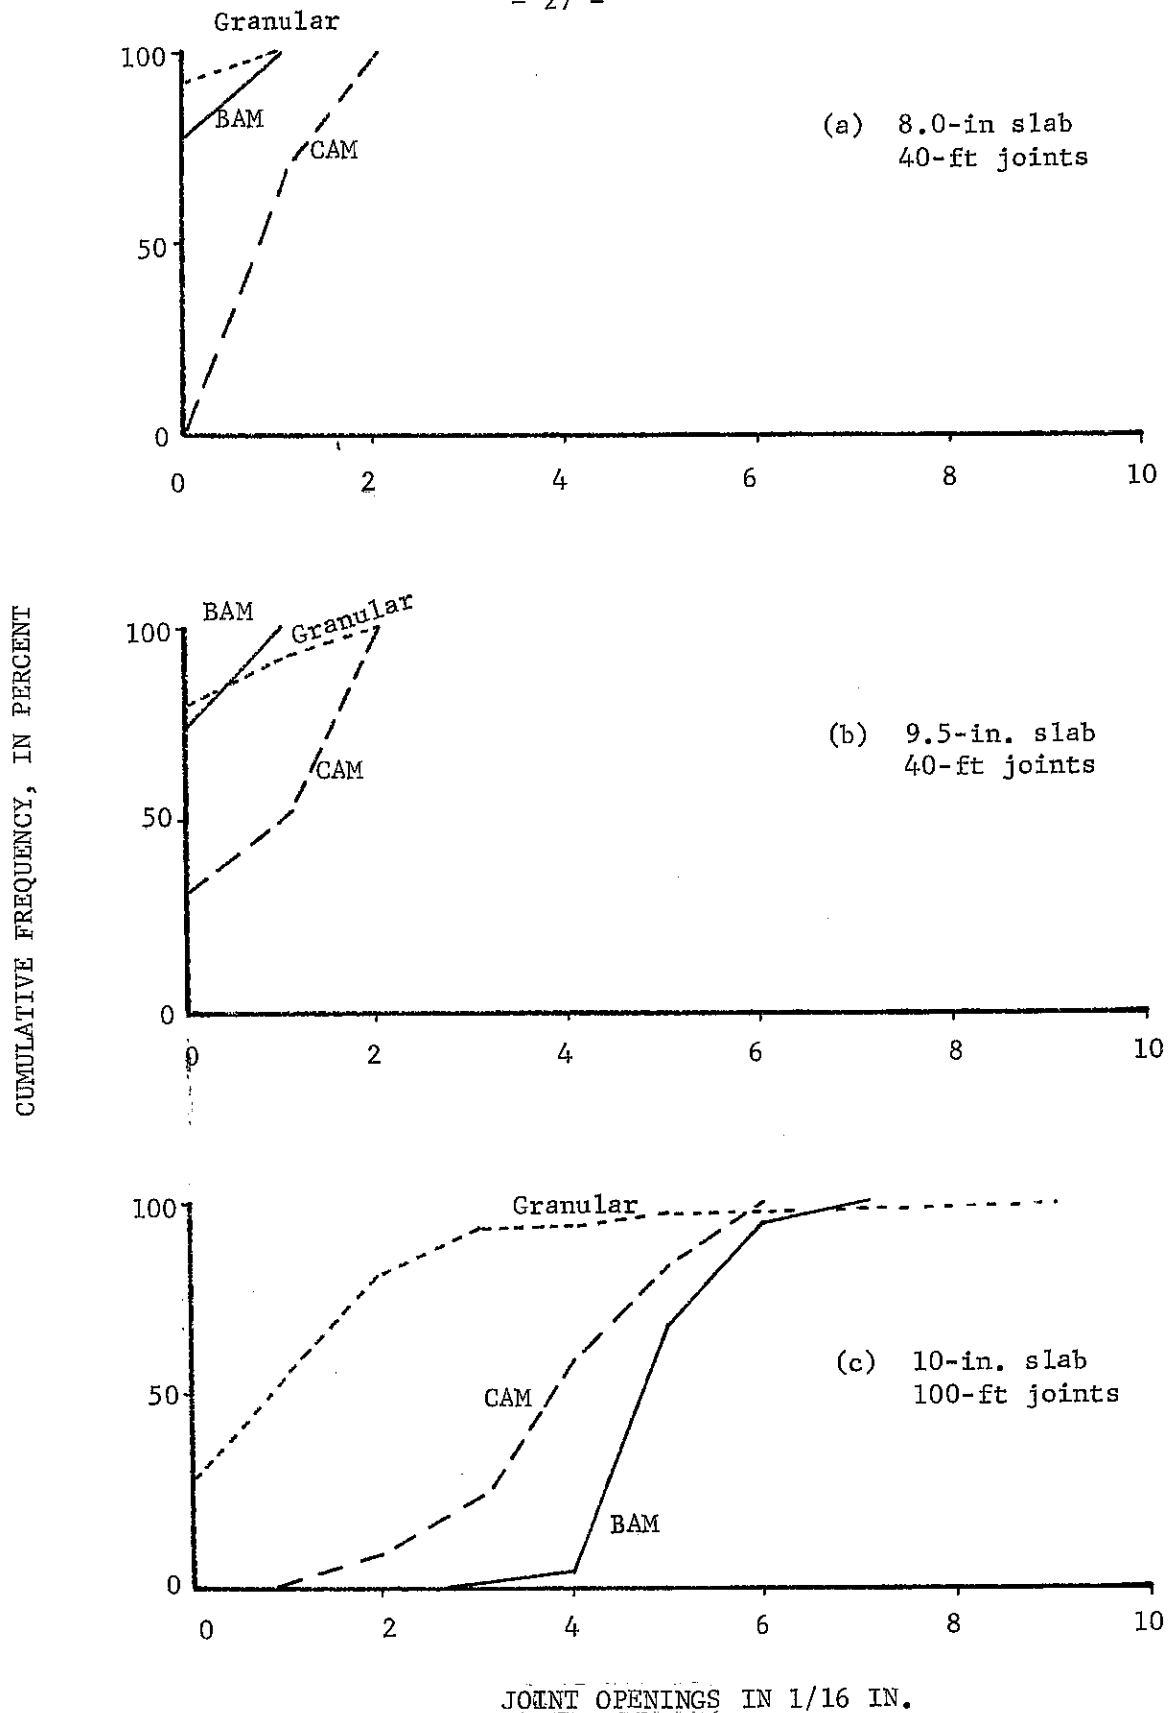 - 27 -
Granular
100
BAM
CAM
(a) 8.0-in slab
40-ft joints
50
0
0 2 4 6 8 10
CUMULATIVE FREQUENCY, IN PERCENT
BAM
Granular
100
(b) 9.5-in. slab
40-ft joints
CAM
50
0
0 2 4 6 8 10
100
Granular
(c) 10-in. slab
100-ft joints
50
CAM
BAM
0
0 2 4 6 8 10
JOINT OPENINGS IN 1/16 IN.